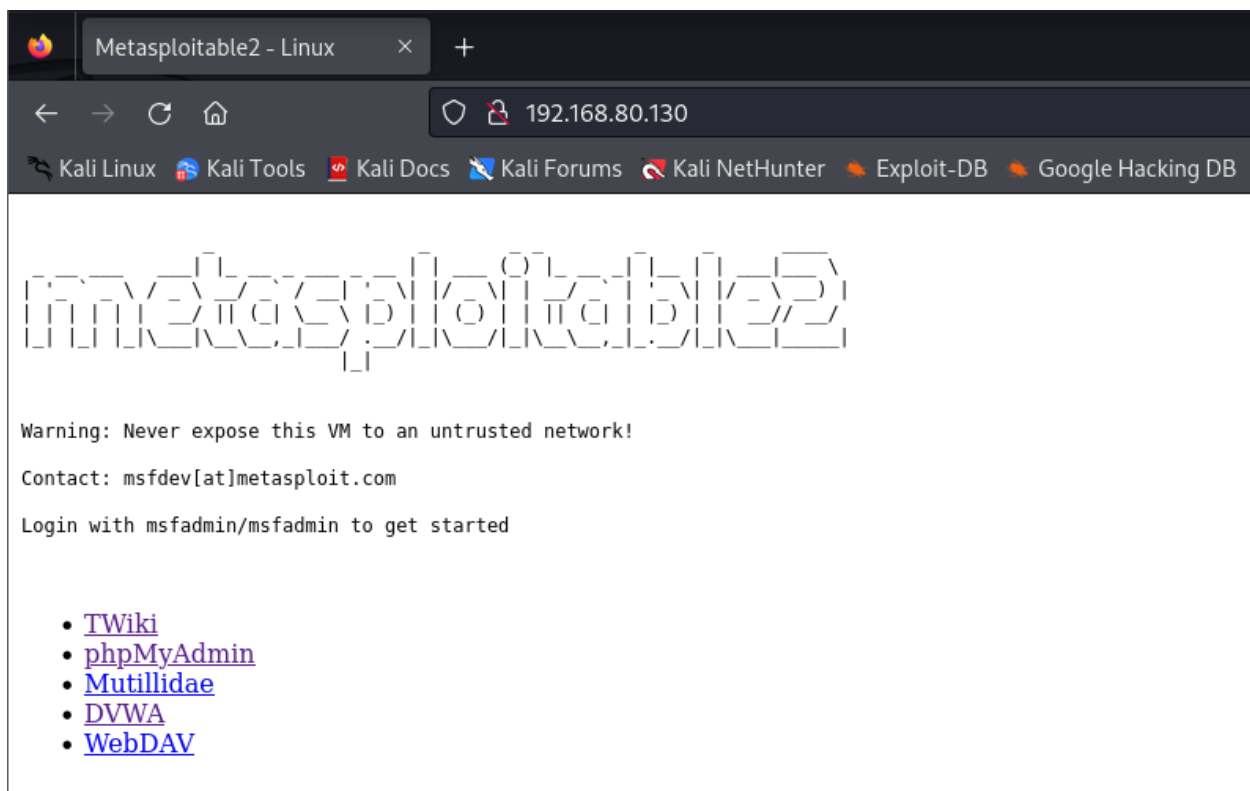 Metasploitable2 - Linux
192.168.80.130
Kali Linux Kali Tools Kali Docs Kali Forums Kali NetHunter Exploit-DB Google Hacking DB
metasploitable2
Warning: Never expose this VM to an untrusted network!
Contact: msfdev[at]metasploit.com
Login with msfadmin/msfadmin to get started
TWiki
phpMyAdmin
Mutillidae
DVWA
WebDAV